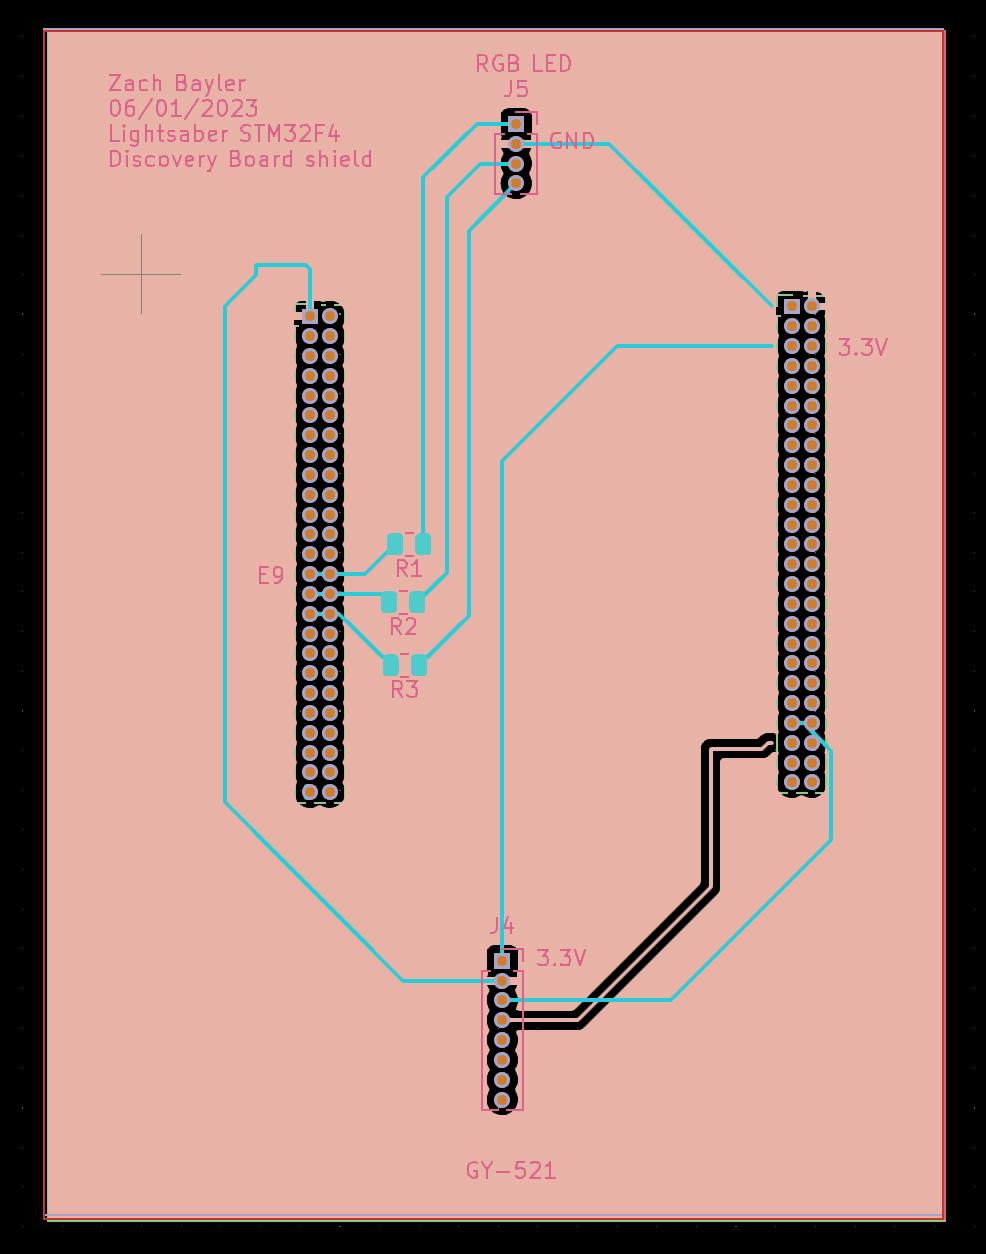 RGB LED
J5
Zach Bayler
06/01/2023
Lightsaber STM32F4
Discovery Board shield
GND
3.3V
R1
E9
R2
R3
J4
3.3V
GY-521